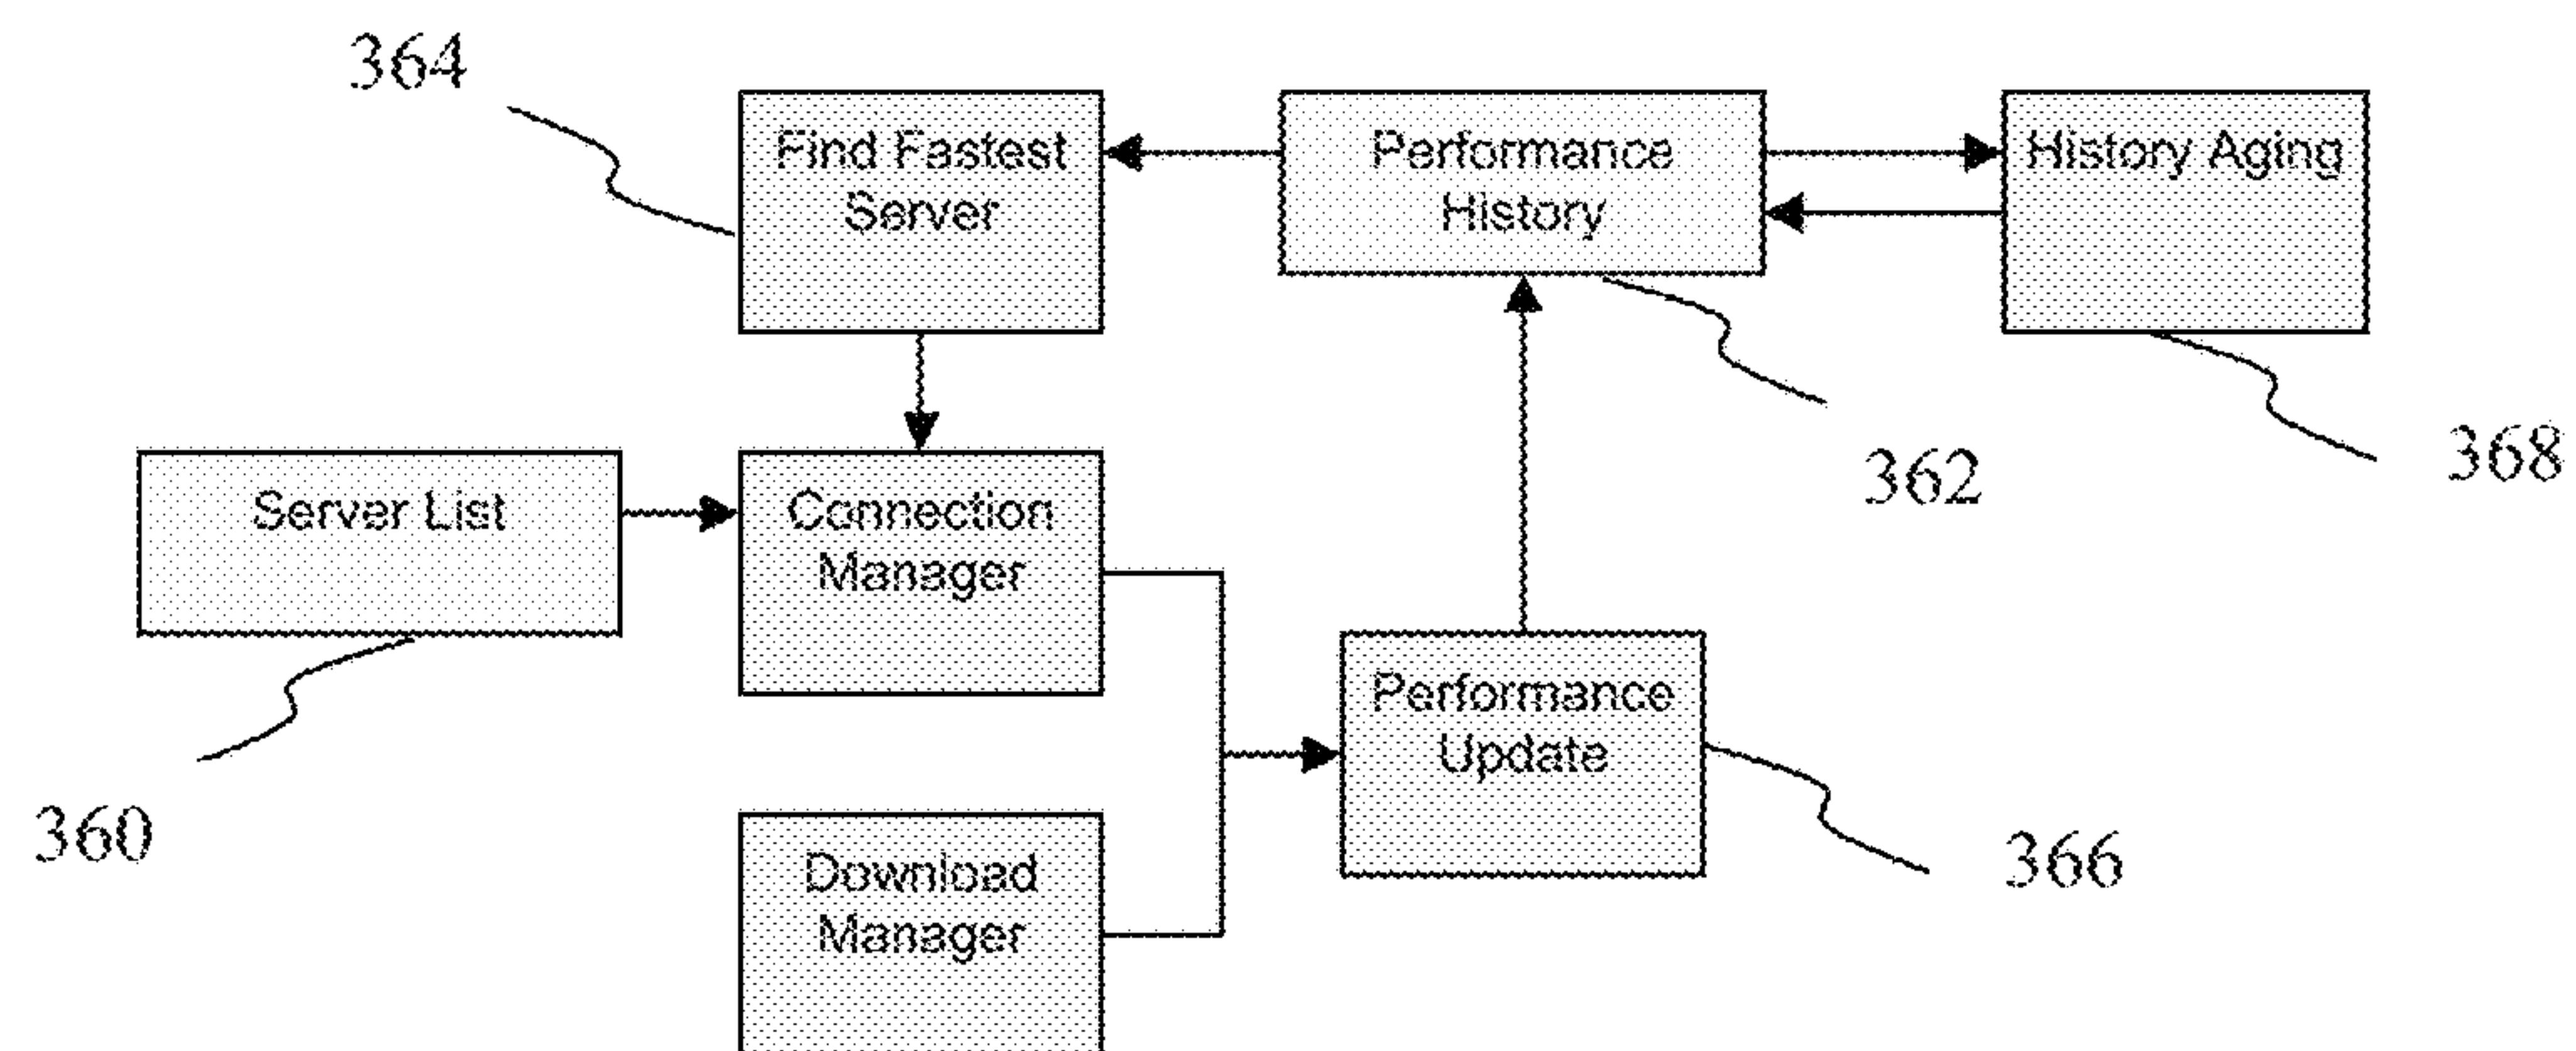 364
Find Fastest
Server
Performance
History
History Aging
362
368
Server List
Connection
Manager
360
Performance
Update
366
Download
Manager